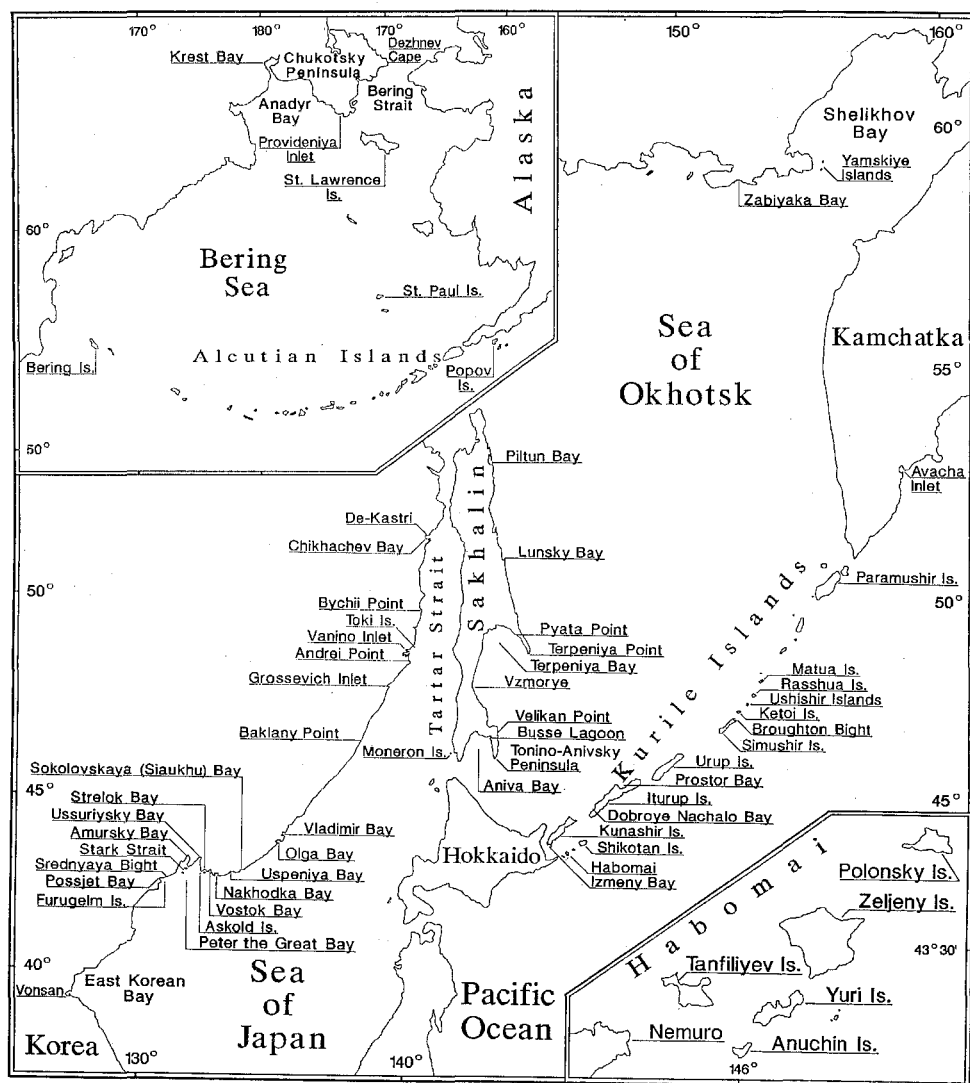 170°
180°
170°
160°
Krest Bay
Chukotsky
Peninsula
Dezhnev
Cape
Bering
Strait
Anadyr
Bay
Provideniya
Inlet
St. Lawrence
Is.
Alaska
60°
Bering
Sea
St. Paul Is.
Alcutian Islands
Bering Is.
Popov
Is.
50°
150°
160°
Shelikhov
Bay
60°
Yamskiye
Islands
Zabiyaka Bay
Sea
of
Okhotsk
Kamchatka
55°
Avacha
Inlet
Piltun Bay
De-Kastri
Chikhachev Bay
Sakhalin
Lunsky Bay
Tartar Strait
50°
Bychii Point
Toki Is.
Vanino Inlet
Andrei Point
Grossevich Inlet
Baklany Point
Moneron Is.
Pyata Point
Terpeniya Point
Terpeniya Bay
Vzmorye
Velikan Point
Busse Lagoon
Tonino-Anivsky
Peninsula
Aniva Bay
Kurile Islands
Paramushir Is.
50°
Matua Is.
Rasshua Is.
Ushishir Islands
Ketoi Is.
Broughton Bight
Simushir Is.
Urup Is.
Prostor Bay
Iturup Is.
Dobroye Nachalo Bay
Kunashir Is.
Shikotan Is.
Habomai
Izmeny Bay
45°
45°
Sokolovskaya (Siaukhu) Bay
Strelok Bay
Ussuriysky Bay
Amursky Bay
Stark Strait
Srednyaya Bight
Possjet Bay
Furugelm Is.
Vladimir Bay
Olga Bay
Uspeniya Bay
Nakhodka Bay
Vostok Bay
Askold Is.
Peter the Great Bay
Hokkaido
40°
East Korean
Bay
Vonsan
Korea
Sea
of
Japan
Pacific
Ocean
130°
140°
Habomai
Polonsky Is.
Zeljeny Is.
43°30'
Tanfiliyev Is.
Yuri Is.
Nemuro
Anuchin Is.
146°